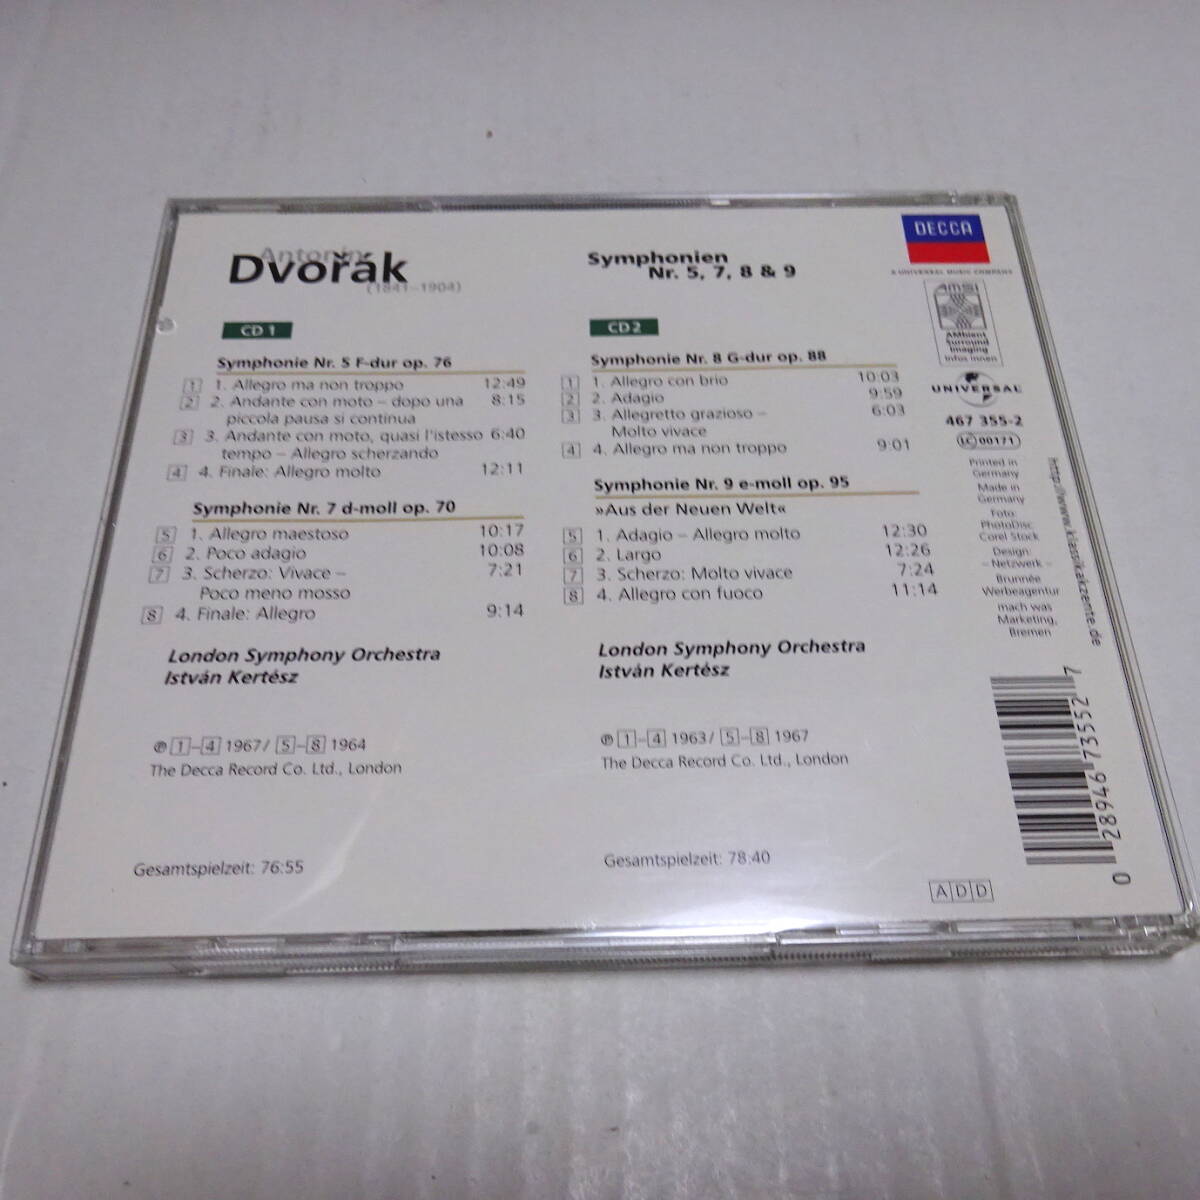 Antonín
Dvořák
(1841–1904)
Symphonien
Nr. 5, 7, 8 & 9
CD 1
Symphonie Nr. 5 F-dur op. 76
1 1. Allegro ma non troppo 12:49
2 2. Andante con moto – dopo una 8:15
piccola pausa si continua
3 3. Andante con moto, quasi l'istesso 6:40
tempo – Allegro scherzando
4 4. Finale: Allegro molto 12:11
Symphonie Nr. 7 d-moll op. 70
5 1. Allegro maestoso 10:17
6 2. Poco adagio 10:08
7 3. Scherzo: Vivace – 7:21
Poco meno mosso
8 4. Finale: Allegro 9:14
London Symphony Orchestra
István Kertész
℗ 1–4 1967/ 5–8 1964
The Decca Record Co. Ltd., London
Gesamtspielzeit: 76:55
CD 2
Symphonie Nr. 8 G-dur op. 88
1 1. Allegro con brio 10:03
2 2. Adagio 9:59
3 3. Allegretto grazioso – 6:03
Molto vivace
4 4. Allegro ma non troppo 9:01
Symphonie Nr. 9 e-moll op. 95
»Aus der Neuen Welt«
5 1. Adagio – Allegro molto 12:30
6 2. Largo 12:26
7 3. Scherzo: Molto vivace 7:24
8 4. Allegro con fuoco 11:14
London Symphony Orchestra
István Kertész
℗ 1–4 1963/ 5–8 1967
The Decca Record Co. Ltd., London
Gesamtspielzeit: 78:40
DECCA
A UNIVERSAL MUSIC COMPANY
AMSI
AMbient
Surround
Imaging
Infos innen
UNIVERSAL
467 355-2
LC 00171
Printed in
Germany
Made in
Germany
Foto:
PhotoDisc
Corel Stock
Design:
– Netzwerk –
Brunnée
Werbeagentur
mach was
Marketing,
Bremen
http://www.klassikakzente.de
0 28946 73552 7
ADD